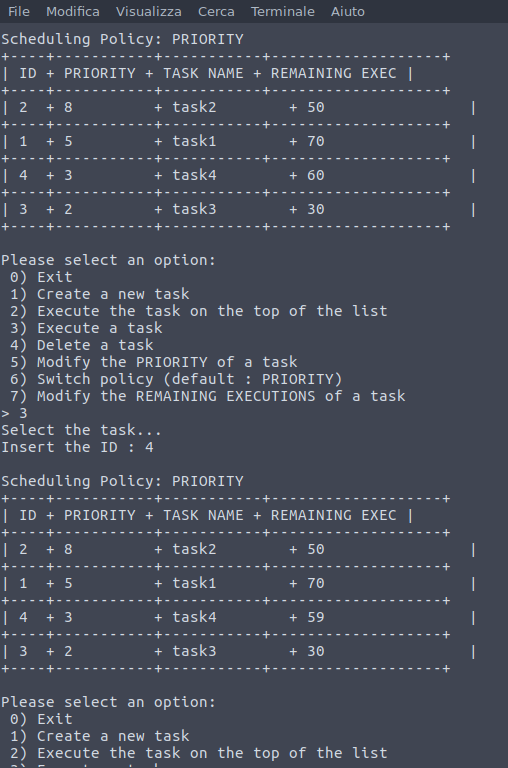 File Modifica Visualizza Cerca Terminale Aiuto
Scheduling Policy: PRIORITY
+----+-----------+-----------+-------------------+
| ID + PRIORITY + TASK NAME + REMAINING EXEC |
+----+-----------+-----------+-------------------+
| 2  + 8         + task2        + 50                |
+----+-----------+-----------+-------------------+
| 1  + 5         + task1        + 70                |
+----+-----------+-----------+-------------------+
| 4  + 3         + task4        + 60                |
+----+-----------+-----------+-------------------+
| 3  + 2         + task3        + 30                |
+----+-----------+-----------+-------------------+

Please select an option:
 0) Exit
 1) Create a new task
 2) Execute the task on the top of the list
 3) Execute a task
 4) Delete a task
 5) Modify the PRIORITY of a task
 6) Switch policy (default : PRIORITY)
 7) Modify the REMAINING EXECUTIONS of a task
> 3
Select the task...
Insert the ID : 4

Scheduling Policy: PRIORITY
+----+-----------+-----------+-------------------+
| ID + PRIORITY + TASK NAME + REMAINING EXEC |
+----+-----------+-----------+-------------------+
| 2  + 8         + task2        + 50                |
+----+-----------+-----------+-------------------+
| 1  + 5         + task1        + 70                |
+----+-----------+-----------+-------------------+
| 4  + 3         + task4        + 59                |
+----+-----------+-----------+-------------------+
| 3  + 2         + task3        + 30                |
+----+-----------+-----------+-------------------+

Please select an option:
 0) Exit
 1) Create a new task
 2) Execute the task on the top of the list